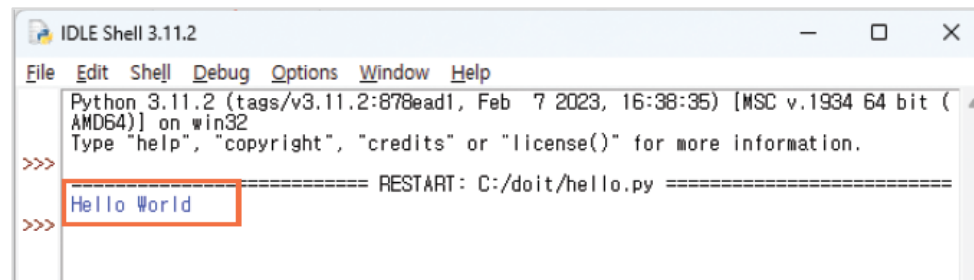 IDLE Shell 3.11.2
File Edit Shell Debug Options Window Help
Python 3.11.2 (tags/v3.11.2:878ead1, Feb  7 2023, 16:38:35) [MSC v.1934 64 bit (
AMD64)] on win32
Type "help", "copyright", "credits" or "license()" for more information.
>>>
=========================== RESTART: C:/doit/hello.py ==========================
Hello World
>>>